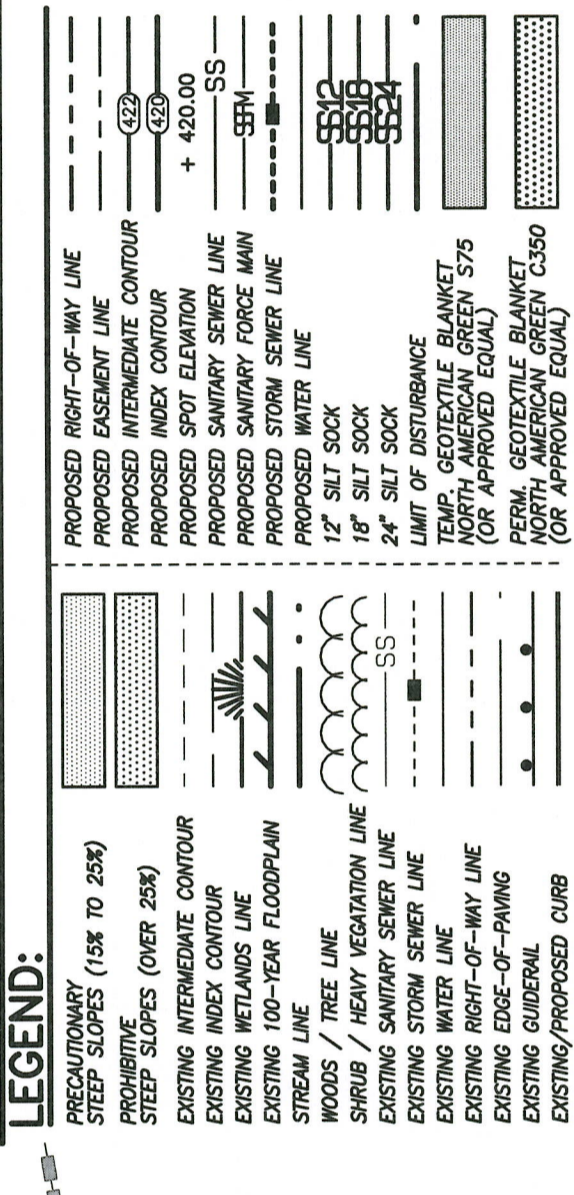 LEGEND:
PRECAUTIONARY
STEEP SLOPES (15% TO 25%)
PROHIBITIVE
STEEP SLOPES (OVER 25%)
EXISTING INTERMEDIATE CONTOUR
EXISTING INDEX CONTOUR
EXISTING WETLANDS LINE
EXISTING 100-YEAR FLOODPLAIN
STREAM LINE
WOODS / TREE LINE
SHRUB / HEAVY VEGATATION LINE
EXISTING SANITARY SEWER LINE SS
EXISTING STORM SEWER LINE
EXISTING WATER LINE
EXISTING RIGHT-OF-WAY LINE
EXISTING EDGE-OF-PAVING
EXISTING GUIDERAIL
EXISTING/PROPOSED CURB
PROPOSED RIGHT-OF-WAY LINE
PROPOSED EASEMENT LINE
PROPOSED INTERMEDIATE CONTOUR 422
PROPOSED INDEX CONTOUR 420
PROPOSED SPOT ELEVATION + 420.00
PROPOSED SANITARY SEWER LINE SS
PROPOSED SANITARY FORCE MAIN SFM
PROPOSED STORM SEWER LINE
PROPOSED WATER LINE
12" SILT SOCK SS12
18" SILT SOCK SS18
24" SILT SOCK SS24
LIMIT OF DISTURBANCE
TEMP. GEOTEXTILE BLANKET
NORTH AMERICAN GREEN S75
(OR APPROVED EQUAL)
PERM. GEOTEXTILE BLANKET
NORTH AMERICAN GREEN C350
(OR APPROVED EQUAL)